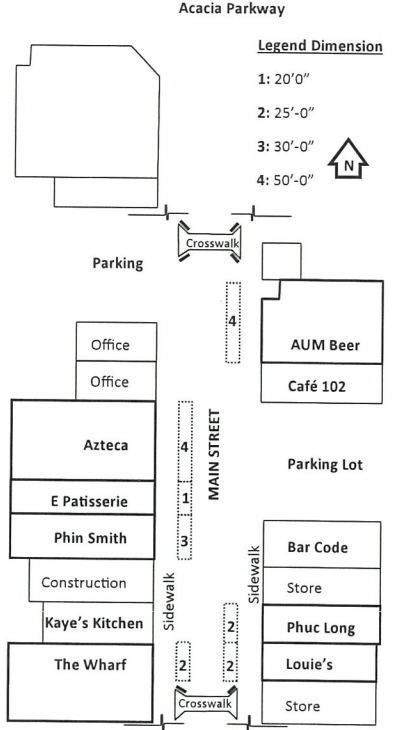 Acacia Parkway
Legend Dimension
1: 20’0”
2: 25’-0”
3: 30’-0”
4: 50’-0”
N
Crosswalk
Parking
4
AUM Beer
Café 102
Office
Office
Azteca
4
MAIN STREET
Parking Lot
E Patisserie
1
Phin Smith
3
Bar Code
Construction
Sidewalk
Sidewalk
Store
Kaye’s Kitchen
2
Phuc Long
The Wharf
2
2
Louie’s
Crosswalk
Store